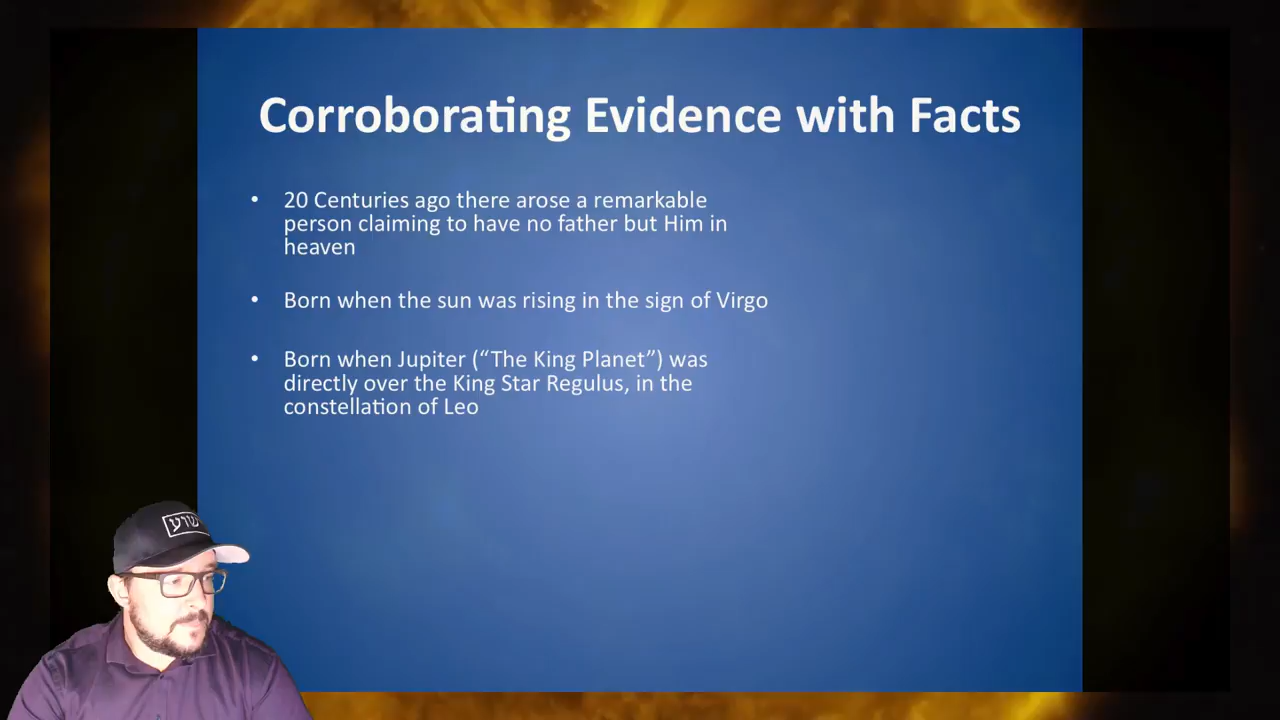 Corroborating Evidence with Facts
• 20 Centuries ago there arose a remarkable
person claiming to have no father but Him in
heaven
• Born when the sun was rising in the sign of Virgo
• Born when Jupiter (“The King Planet”) was
directly over the King Star Regulus, in the
constellation of Leo